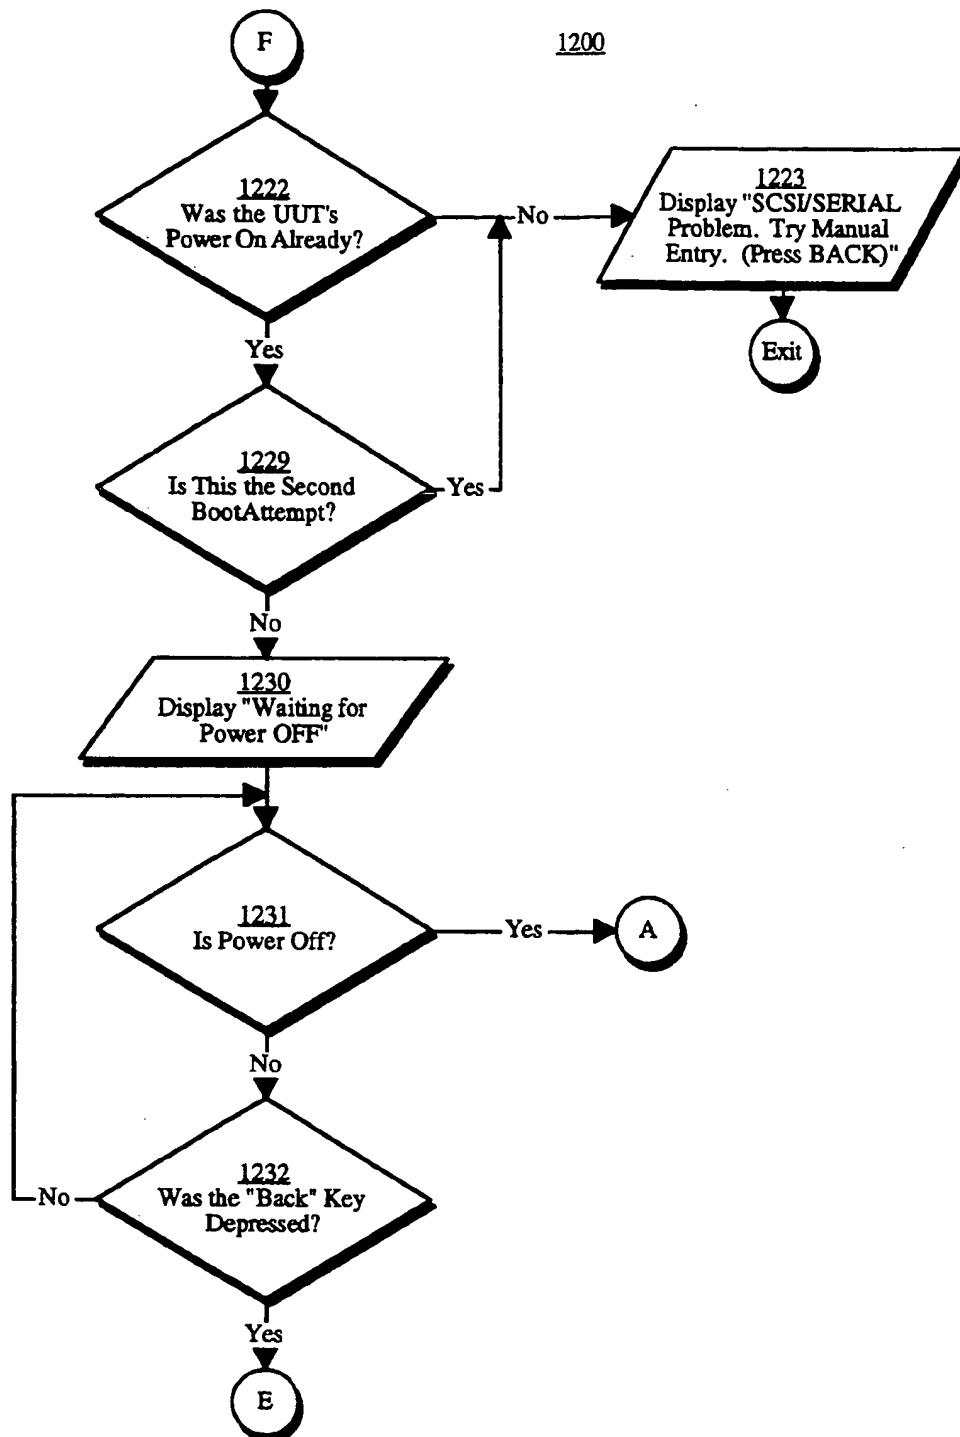 F
1200
1222
Was the UUT's
Power On Already?
No
1223
Display "SCSI/SERIAL
Problem. Try Manual
Entry. (Press BACK)"
Exit
Yes
1229
Is This the Second
BootAttempt?
Yes
No
1230
Display "Waiting for
Power OFF"
1231
Is Power Off?
Yes
A
No
1232
Was the "Back" Key
Depressed?
No
Yes
E